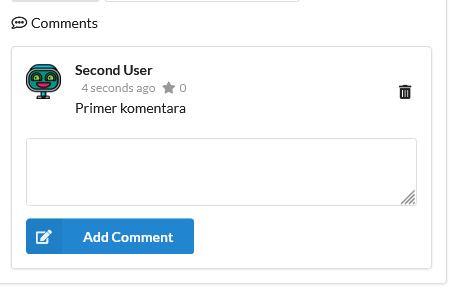 Comments
Second User
4 seconds ago 0
Primer komentara
Add Comment